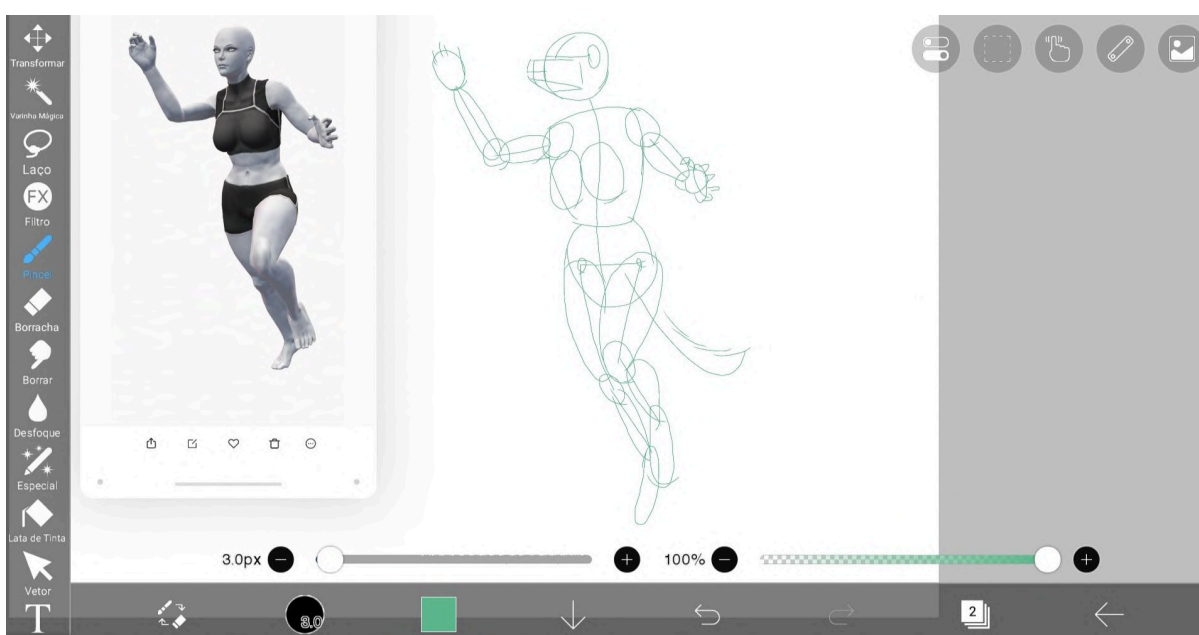 Transformar
Varinha Mágica
Laço
FX
Filtro
Pincel
Borracha
Borrar
Desfoque
Especial
Lata de Tinta
Vetor
T
3.0px
100%
3.0
2